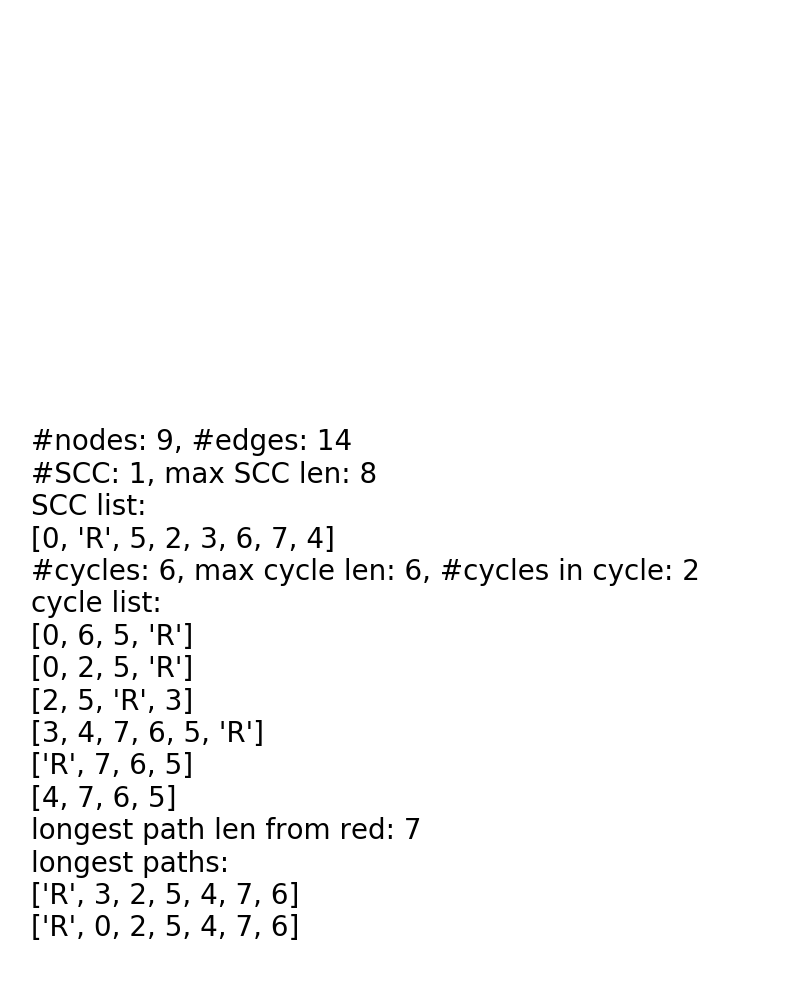 #nodes: 9, #edges: 14
#SCC: 1, max SCC len: 8
SCC list:
[0, 'R', 5, 2, 3, 6, 7, 4]
#cycles: 6, max cycle len: 6, #cycles in cycle: 2
cycle list:
[0, 6, 5, 'R']
[0, 2, 5, 'R']
[2, 5, 'R', 3]
[3, 4, 7, 6, 5, 'R']
['R', 7, 6, 5]
[4, 7, 6, 5]
longest path len from red: 7
longest paths:
['R', 3, 2, 5, 4, 7, 6]
['R', 0, 2, 5, 4, 7, 6]